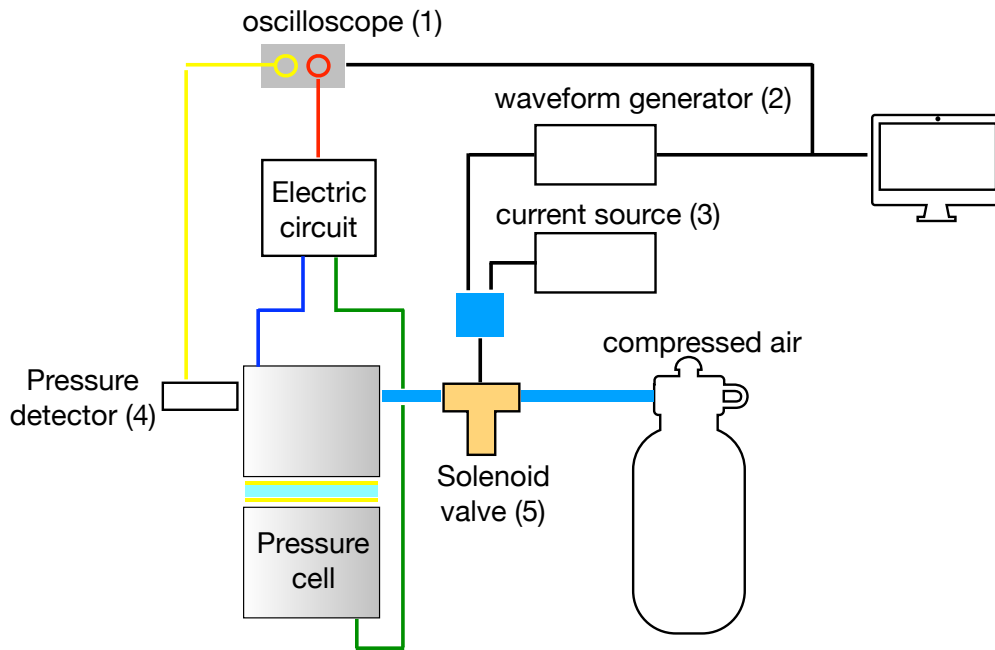 oscilloscope (1)
waveform generator (2)
Electric
circuit
current source (3)
compressed air
Pressure
detector (4)
Solenoid
valve (5)
Pressure
cell